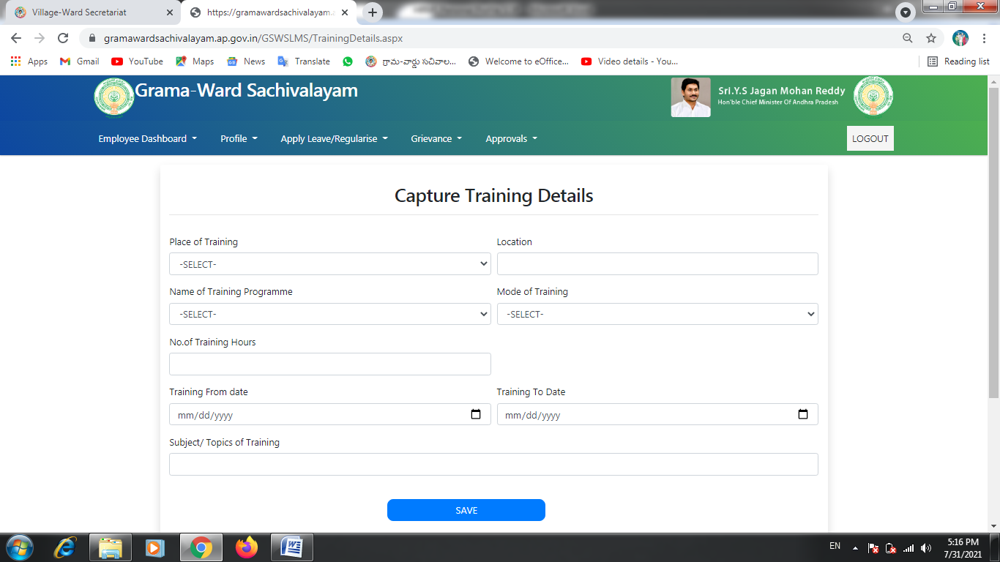 Village-Ward Secretariat
https://gramawardsachivalayam.a
gramawardsachivalayam.ap.gov.in/GSWSLMS/TrainingDetails.aspx
Apps Gmail YouTube Maps News Translate గ్రామ-వార్డు సచివాల... Welcome to eOffice... Video details - You... Reading list
Grama-Ward Sachivalayam
Sri.Y.S Jagan Mohan Reddy
Hon'ble Chief Minister Of Andhra Pradesh
Employee Dashboard Profile Apply Leave/Regularise Grievance Approvals LOGOUT
Capture Training Details
Place of Training Location
-SELECT-
Name of Training Programme Mode of Training
-SELECT- -SELECT-
No.of Training Hours
Training From date Training To Date
mm/dd/yyyy mm/dd/yyyy
Subject/ Topics of Training
SAVE
EN 5:16 PM
7/31/2021